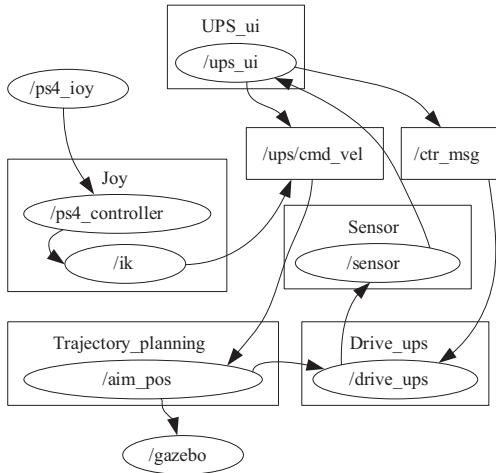 UPS_ui
/ups_ui
/ps4_ioy
/ups/cmd_vel
/ctr_msg
Joy
/ps4_controller
/ik
Sensor
/sensor
Trajectory_planning
/aim_pos
Drive_ups
/drive_ups
/gazebo